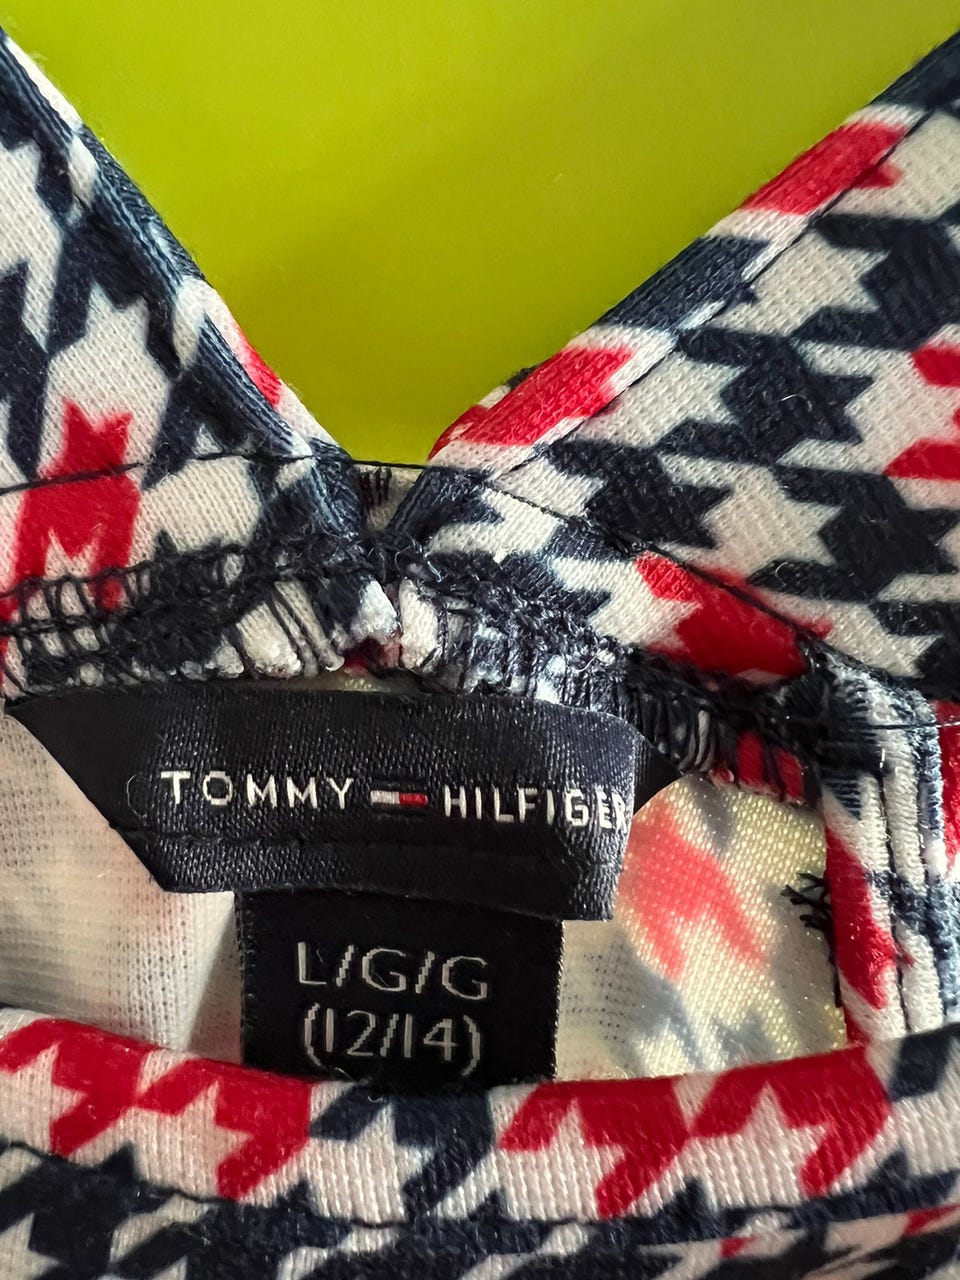 TOMMY HILFIGER
L/G/G
(12/14)